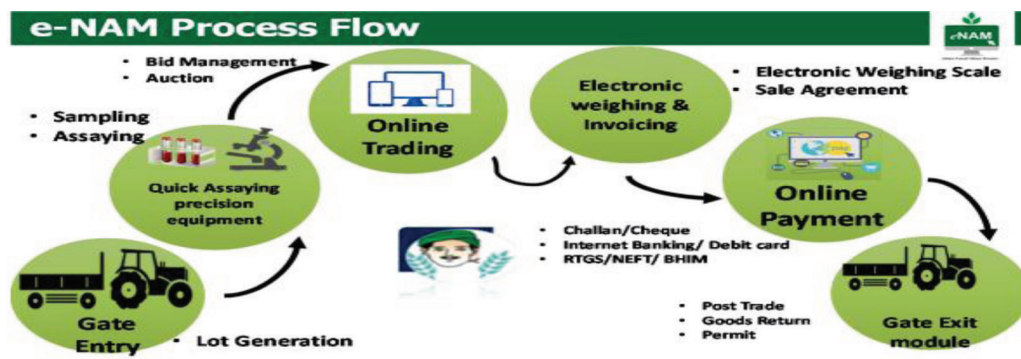 e-NAM Process Flow
eNAM
• Bid Management
• Auction
• Sampling
• Assaying
Quick Assaying
precision
equipment
Gate
Entry
• Lot Generation
Online
Trading
Electronic
weighing &
Invoicing
• Electronic Weighing Scale
• Sale Agreement
Online
Payment
• Challan/Cheque
• Internet Banking/ Debit card
• RTGS/NEFT/ BHIM
• Post Trade
• Goods Return
• Permit
Gate Exit
module